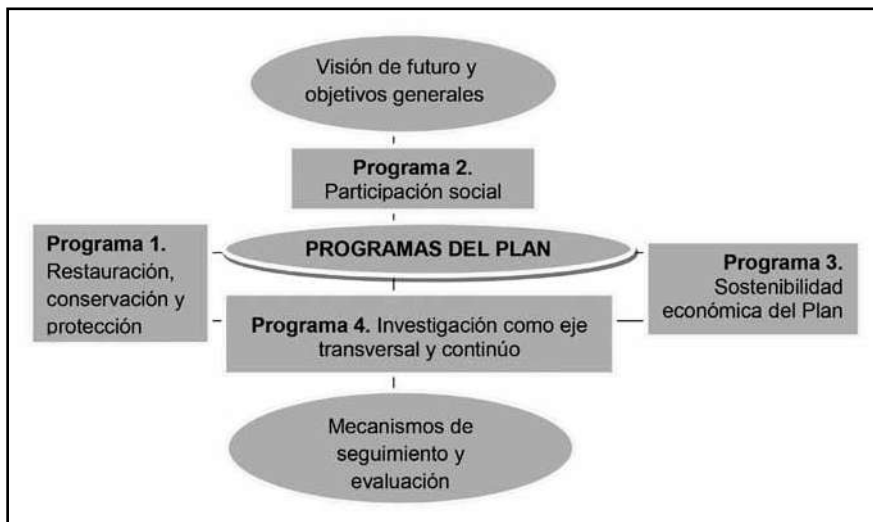 Visión de futuro y
objetivos generales
Programa 2.
Participación social
Programa 1.
Restauración,
conservación y
protección
PROGRAMAS DEL PLAN
Programa 3.
Sostenibilidad
económica del Plan
Programa 4. Investigación como eje
transversal y continúo
Mecanismos de
seguimiento y
evaluación